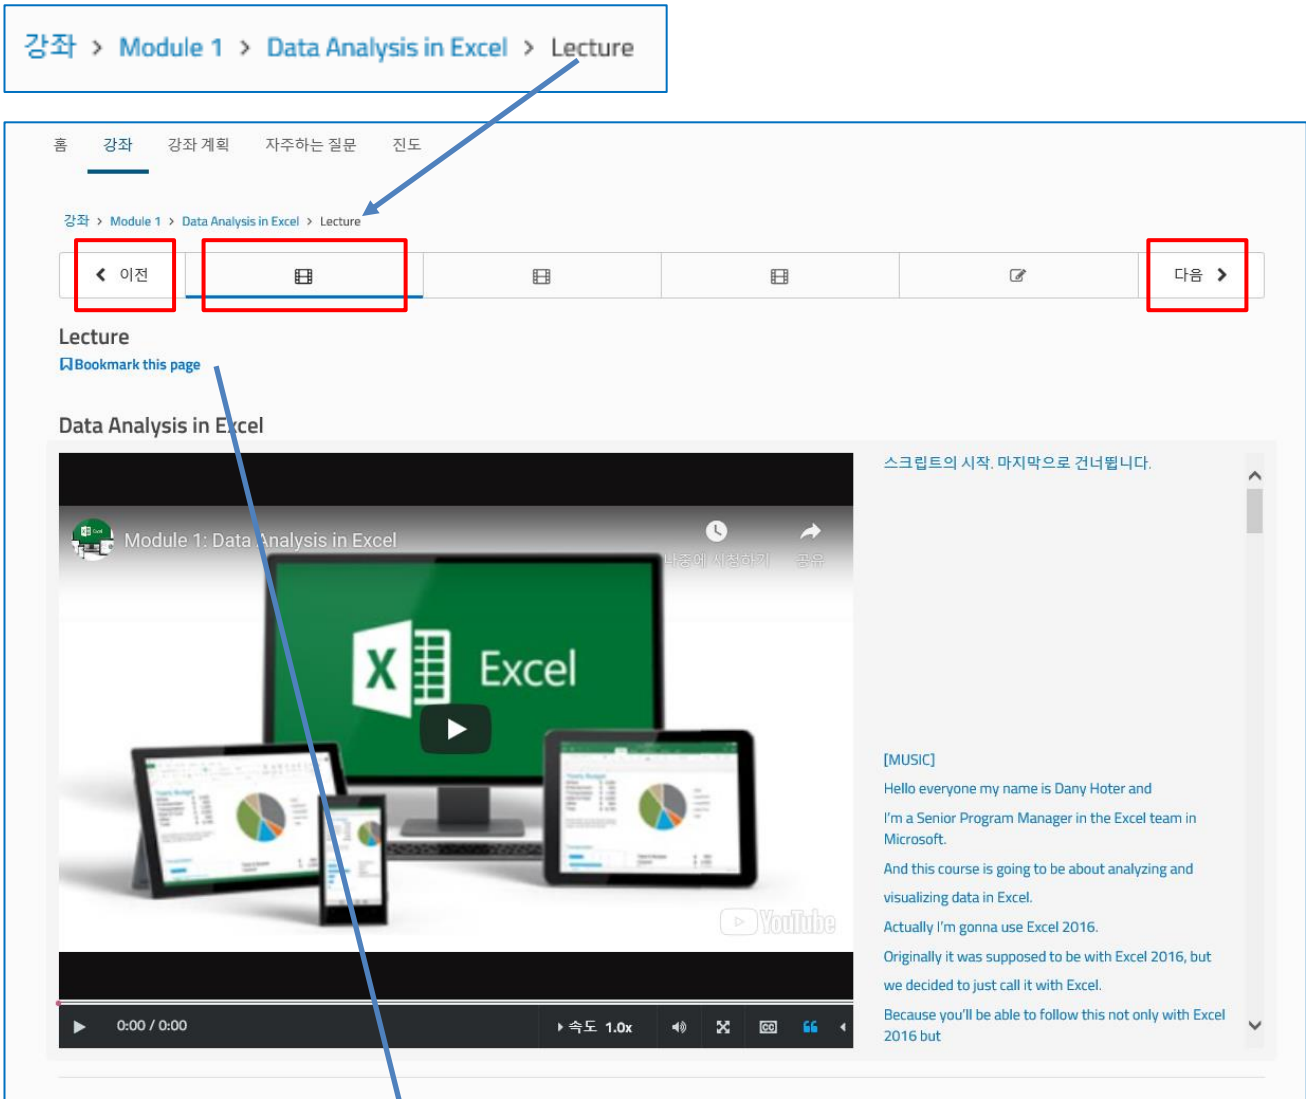 강좌 > Module 1 > Data Analysis in Excel > Lecture
홈 강좌 강좌 계획 자주하는 질문 진도
강좌 > Module 1 > Data Analysis in Excel > Lecture
이전
다음
Lecture
Bookmark this page
Data Analysis in Excel
Module 1: Data Analysis in Excel
나중에 시청하기 공유
Excel
YouTube
0:00 / 0:00
속도 1.0x
CC
스크립트의 시작. 마지막으로 건너뜁니다.
[MUSIC]
Hello everyone my name is Dany Hoter and
I'm a Senior Program Manager in the Excel team in
Microsoft.
And this course is going to be about analyzing and
visualizing data in Excel.
Actually I'm gonna use Excel 2016.
Originally it was supposed to be with Excel 2016, but
we decided to just call it with Excel.
Because you'll be able to follow this not only with Excel
2016 but